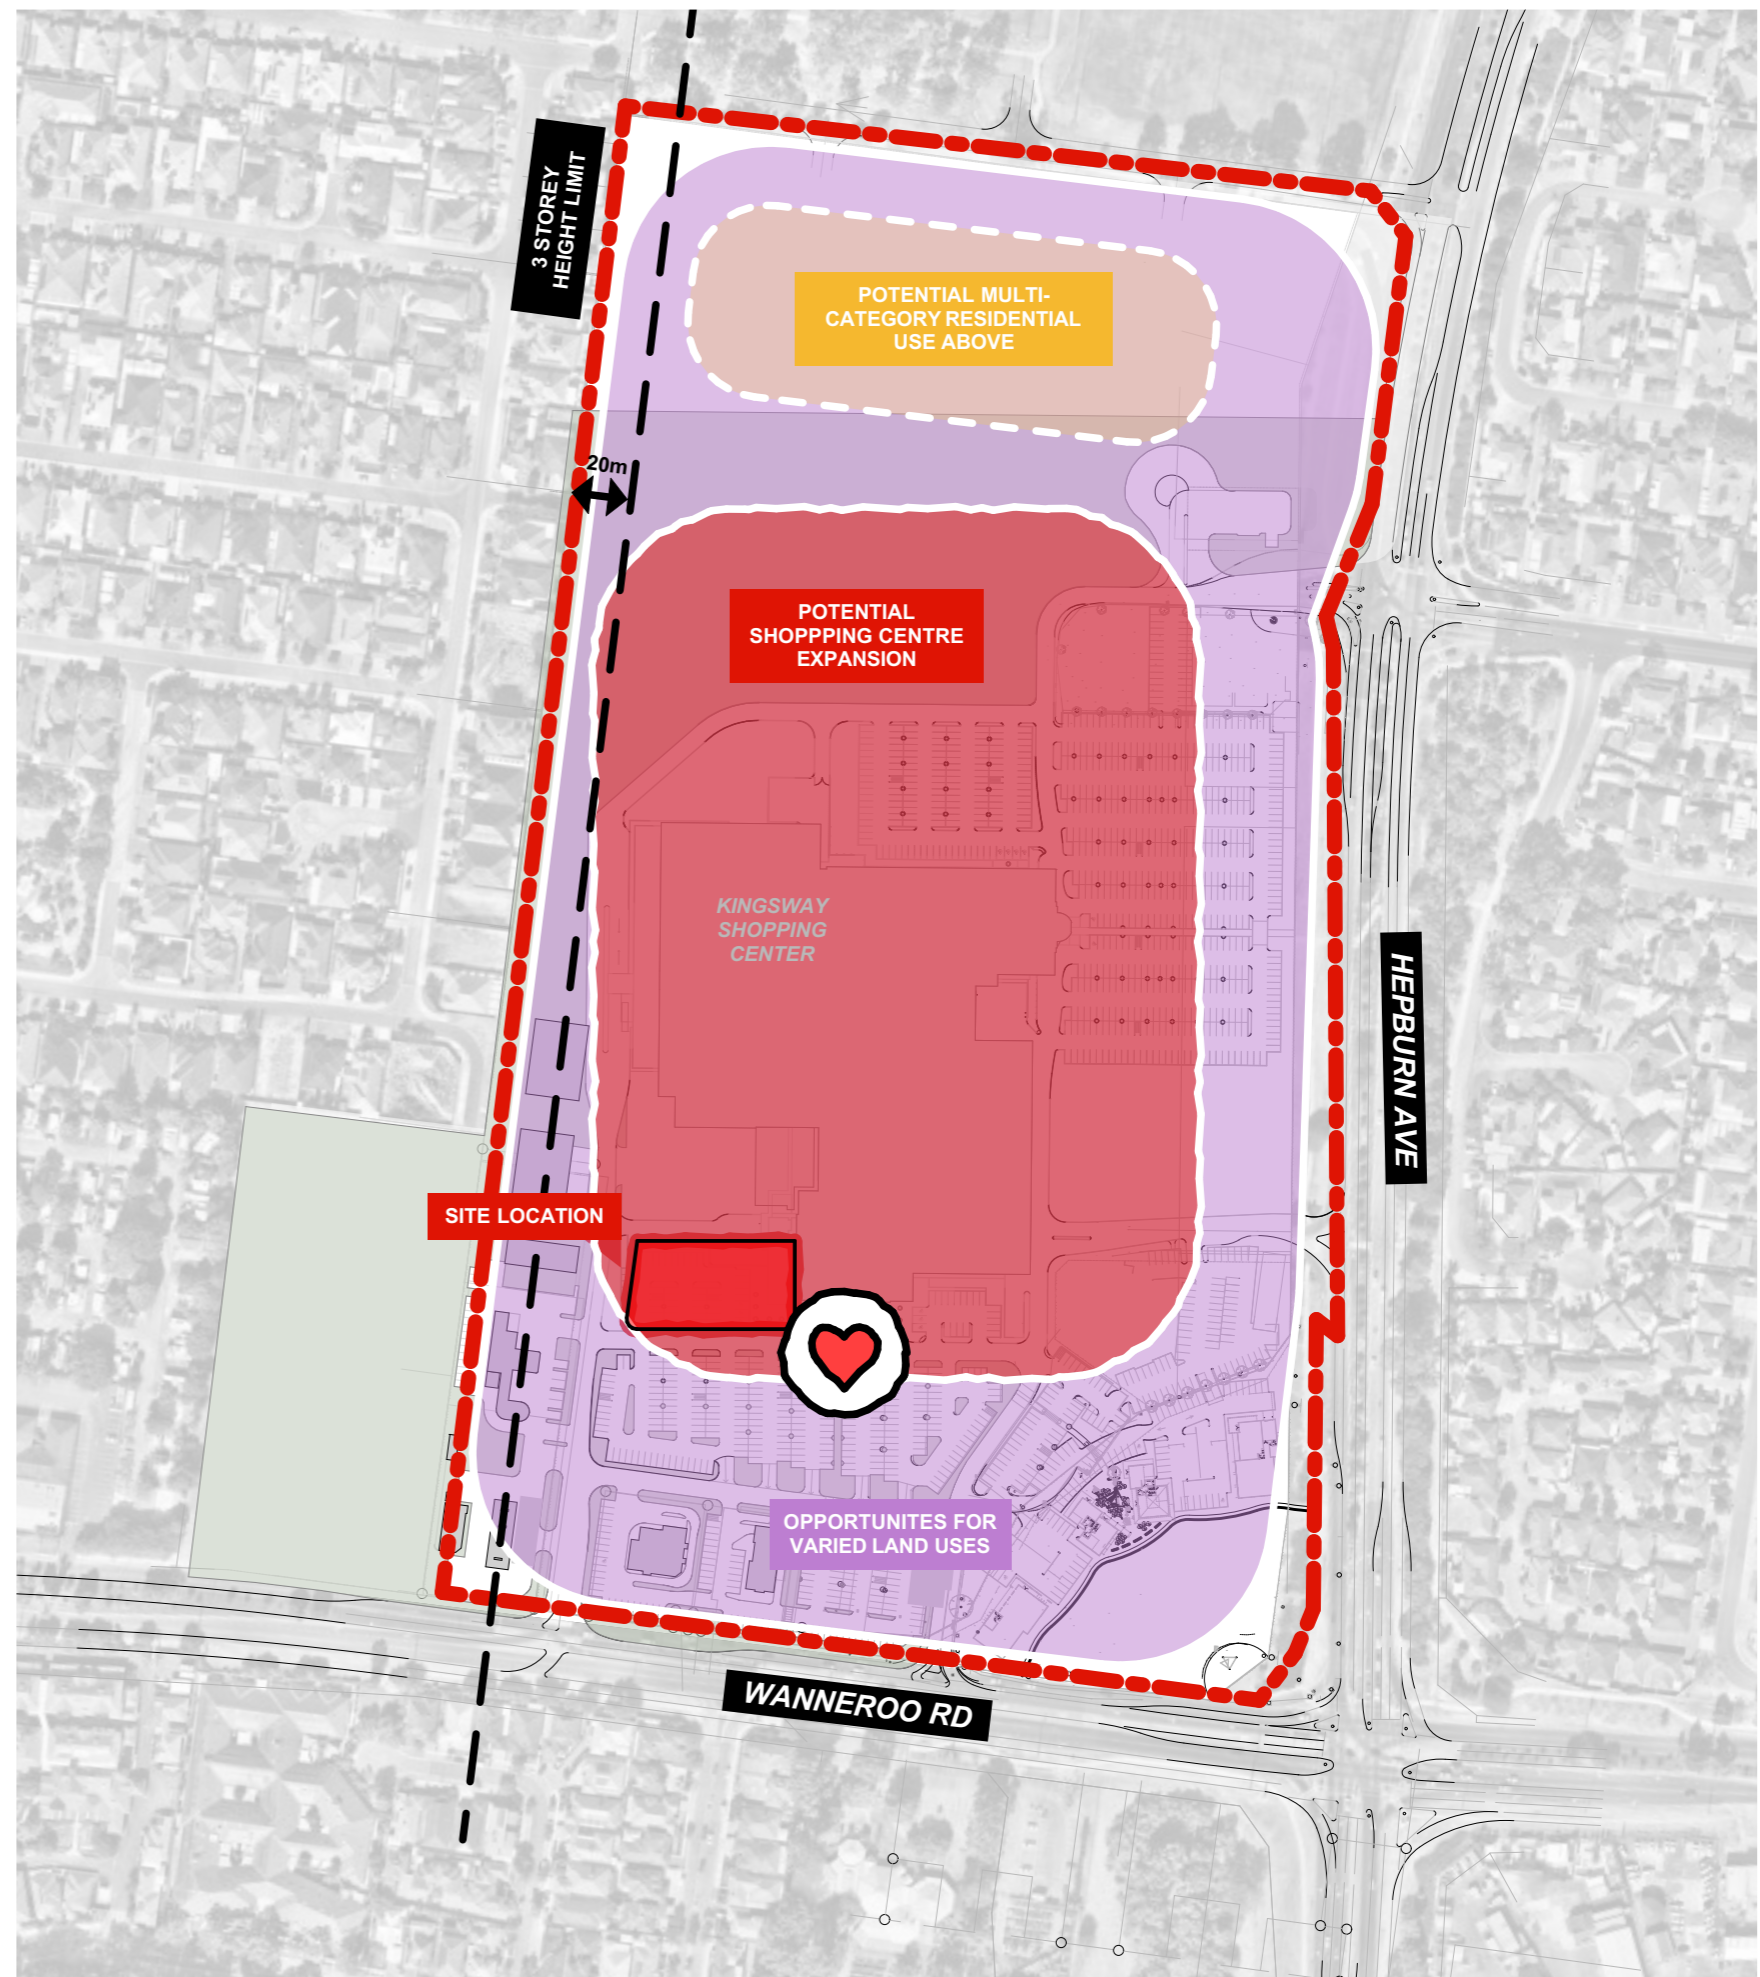 3 STOREY
HEIGHT LIMIT
POTENTIAL MULTI-
CATEGORY RESIDENTIAL
USE ABOVE
20m
POTENTIAL
SHOPPPING CENTRE
EXPANSION
KINGSWAY
SHOPPING
CENTER
HEPBURN AVE
SITE LOCATION
OPPORTUNITES FOR
VARIED LAND USES
WANNEROO RD